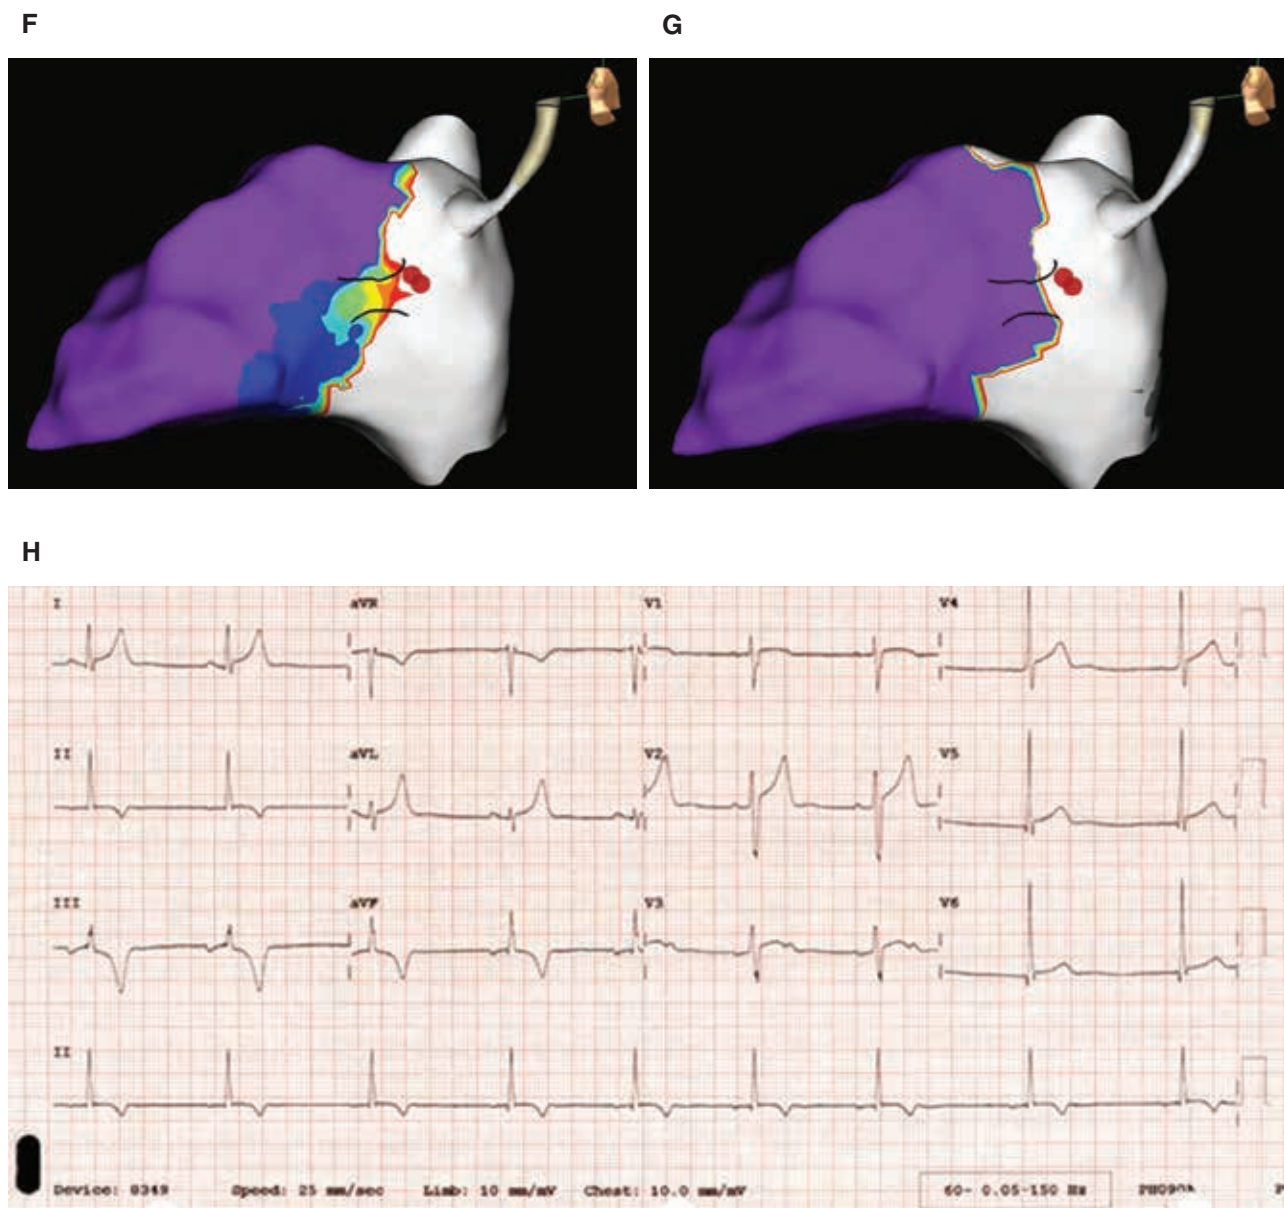 F
G
H
I aVR V1 V4
II aVL V2 V5
III aVF V3 V6
II
Device: 8349 Speed: 25 mm/sec Limb: 10 mm/mV Chest: 10.0 mm/mV 60~ 0.05-150 Hz